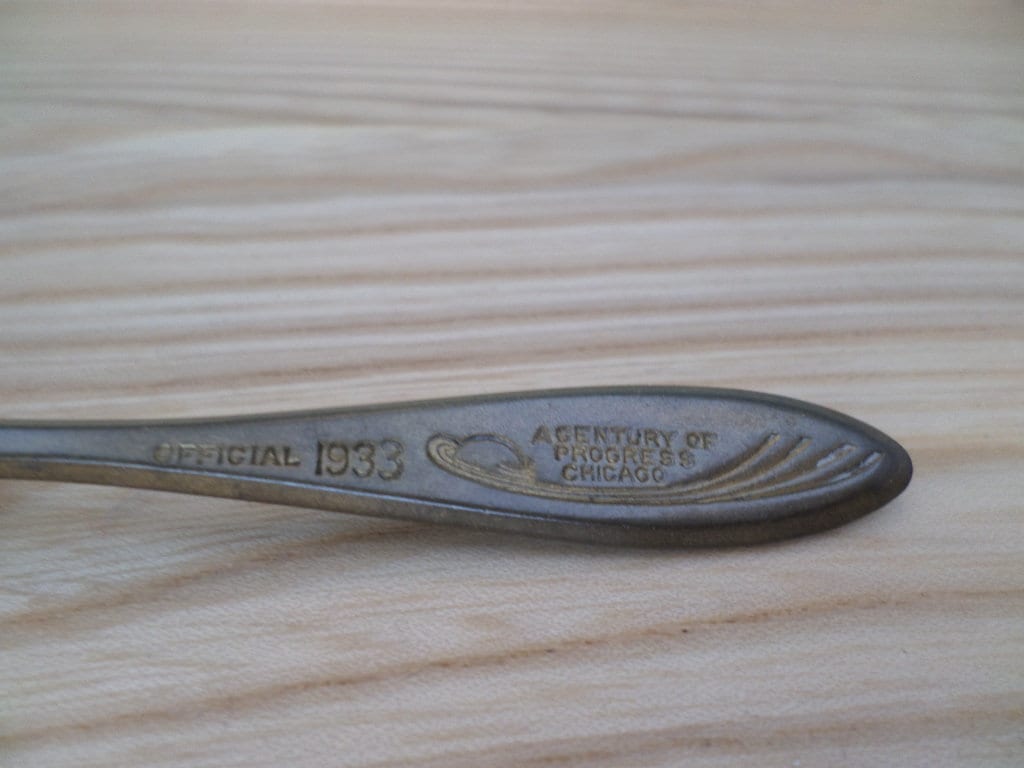 OFFICIAL 1933
A CENTURY OF
PROGRESS
CHICAGO